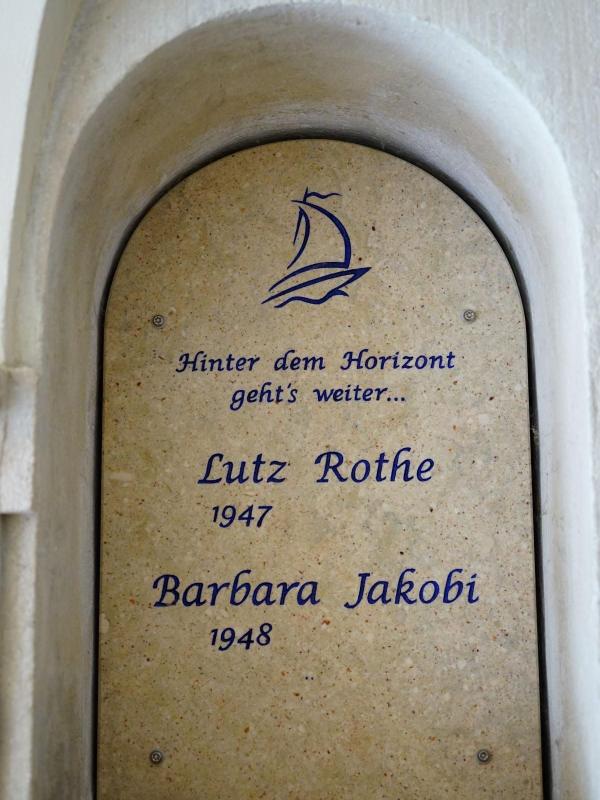 Hinter dem Horizont
geht's weiter...
Lutz Rothe
1947
Barbara Jakobi
1948